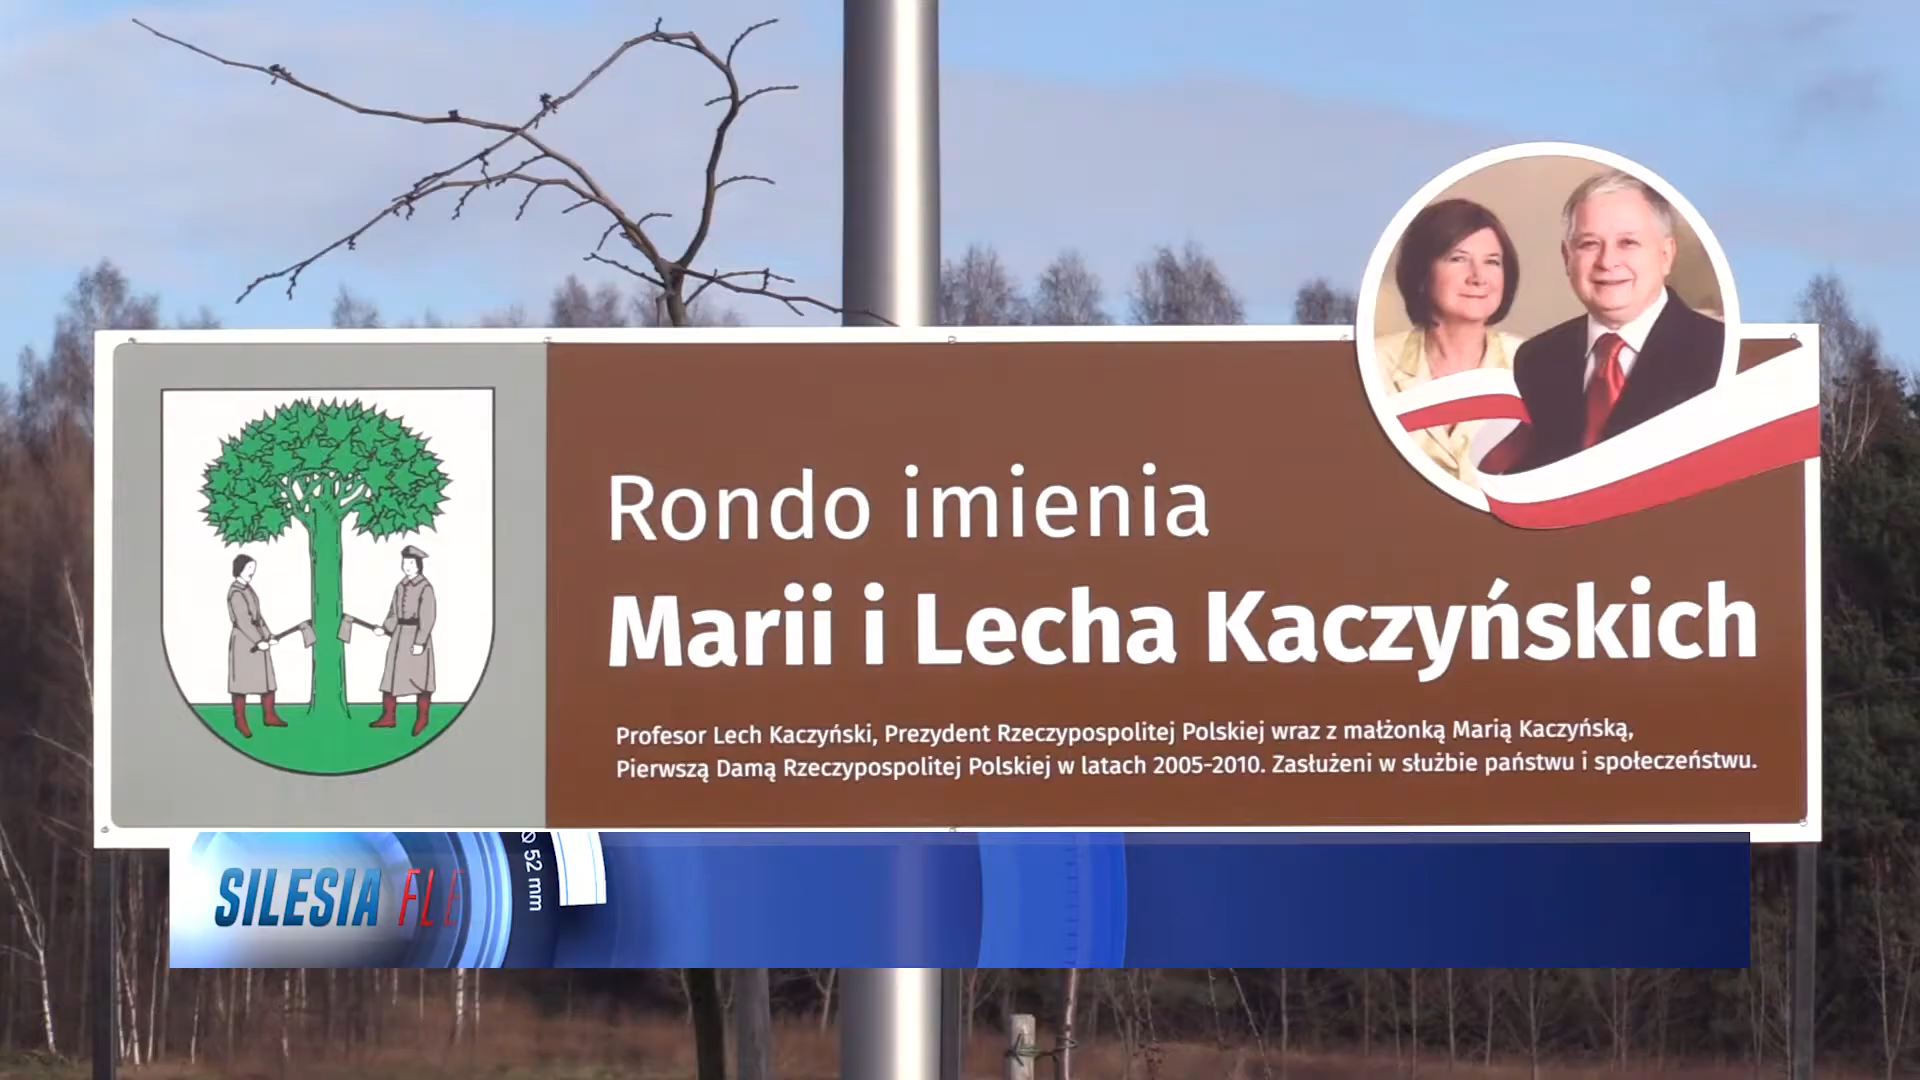 Rondo imienia
Marii i Lecha Kaczyńskich
Profesor Lech Kaczyński, Prezydent Rzeczypospolitej Polskiej wraz z małżonką Marią Kaczyńską,
Pierwszą Damą Rzeczypospolitej Polskiej w latach 2005-2010. Zasłużeni w służbie państwu i społeczeństwu.
SILESIA FLE
Ø 52 mm